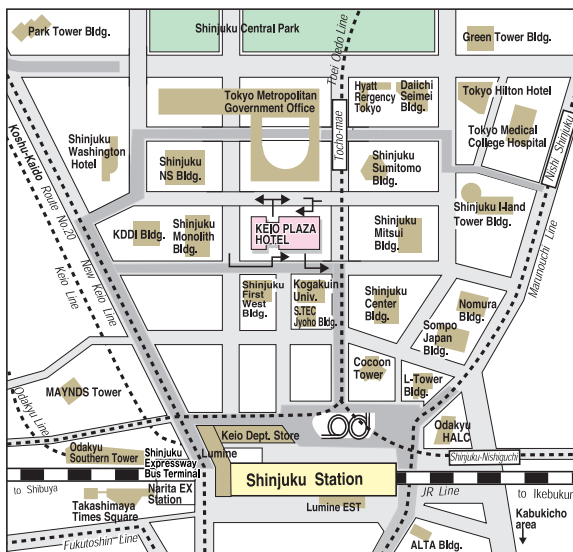 Park Tower Bldg.
Shinjuku Central Park
Toei Oedo Line
Green Tower Bldg.
Tokyo Metropolitan
Government Office
Hyatt
Rergency
Tokyo
Daiichi
Seimei
Bldg.
Tokyo Hilton Hotel
Tokyo Medical
College Hospital
Nishi Shinjuku
Tocho-mae
Koshu-Kaido Route No.20
Shinjuku
Washington
Hotel
Shinjuku
NS Bldg.
Shinjuku
Sumitomo
Bldg.
Shinjuku I-land
Tower Bldg.
KDDI Bldg.
Shinjuku
Monolith
Bldg.
KEIO PLAZA
HOTEL
Shinjuku
Mitsui
Bldg.
Keio Line
New Keio Line
Marunouchi Line
Shinjuku
First
West
Bldg.
Kogakuin
Univ.
S.TEC
Jyoho Bldg.
Shinjuku
Center
Bldg.
Nomura
Bldg.
Sompo
Japan
Bldg.
Cocoon
Tower
L-Tower
Bldg.
MAYNDS Tower
Odakyu Line
Odakyu
HALC
Keio Dept. Store
Lumine
Odakyu
Southern Tower
Shinjuku
Expressway
Bus Terminal
Shinjuku-Nishiguchi
Shinjuku Station
to Shibuya
Narita EX
Station
Takashimaya
Times Square
Lumine EST
JR Line
to Ikebukur
Kabukicho
area
Fukutoshin Line
ALTA Bldg.